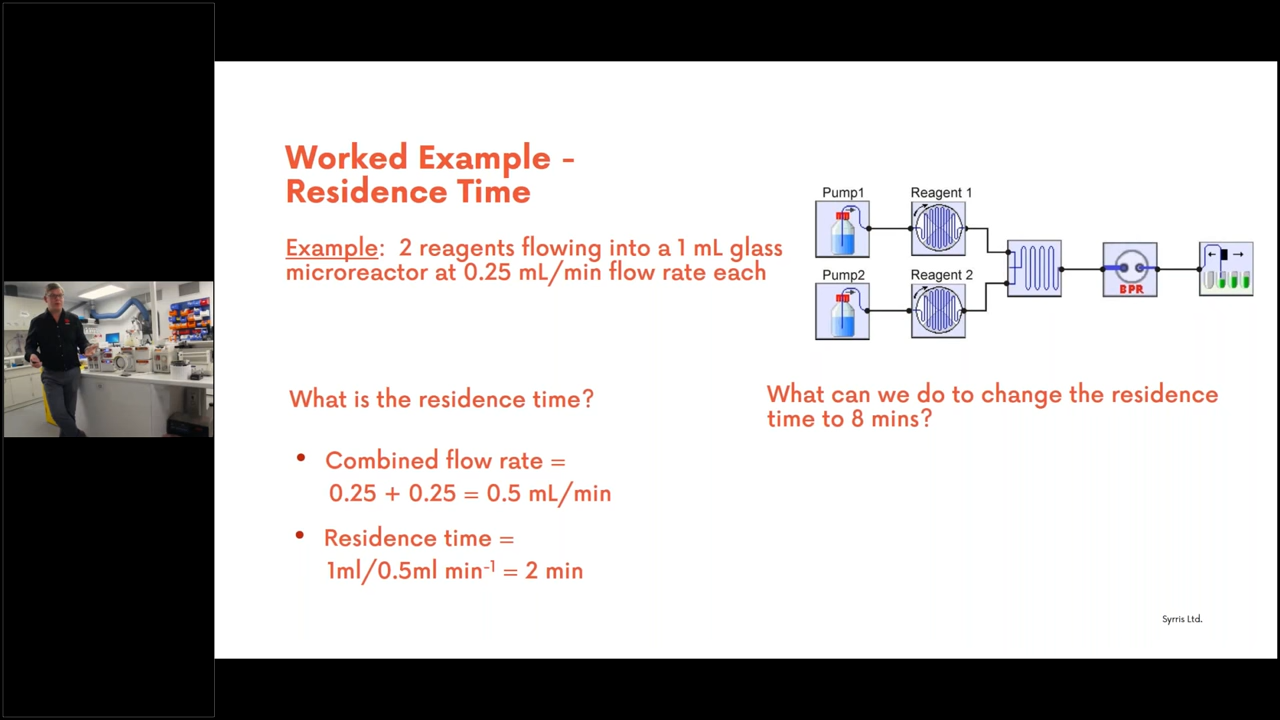 Worked Example -
Residence Time
Example: 2 reagents flowing into a 1 mL glass
microreactor at 0.25 mL/min flow rate each
Pump1
Reagent 1
Pump2
Reagent 2
BPR
What is the residence time?
• Combined flow rate =
0.25 + 0.25 = 0.5 mL/min
• Residence time =
1ml/0.5ml min⁻¹ = 2 min
What can we do to change the residence
time to 8 mins?
Syrris Ltd.